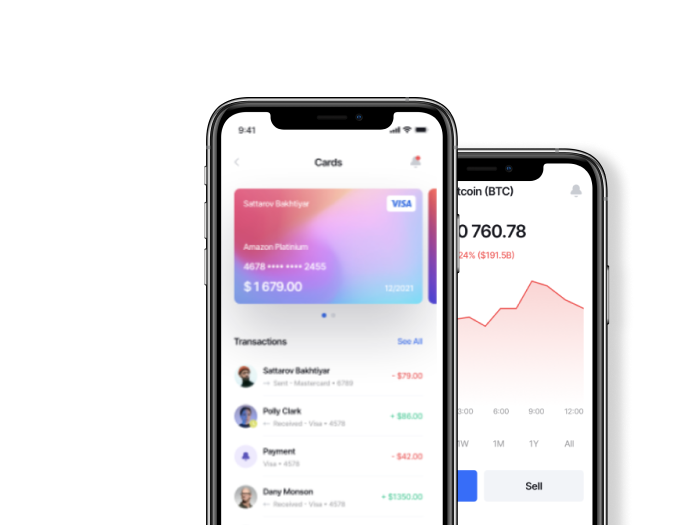 9:41
Cards
Sattarov Bakhtiyar
VISA
Amazon Platinium
4678 •••• •••• 2455
$ 1 679.00
12/2021
Transactions
See All
Sattarov Bakhtiyar
- $79.00
Sent - Mastercard • 6789
Polly Clark
+ $86.00
Received - Visa • 4578
Payment
- $42.00
Visa • 4578
Dany Monson
+ $1350.00
Received - Visa • 4578
tcoin (BTC)
0 760.78
24% ($191.5B)
3:00 6:00 9:00 12:00
1W 1M 1Y All
Sell